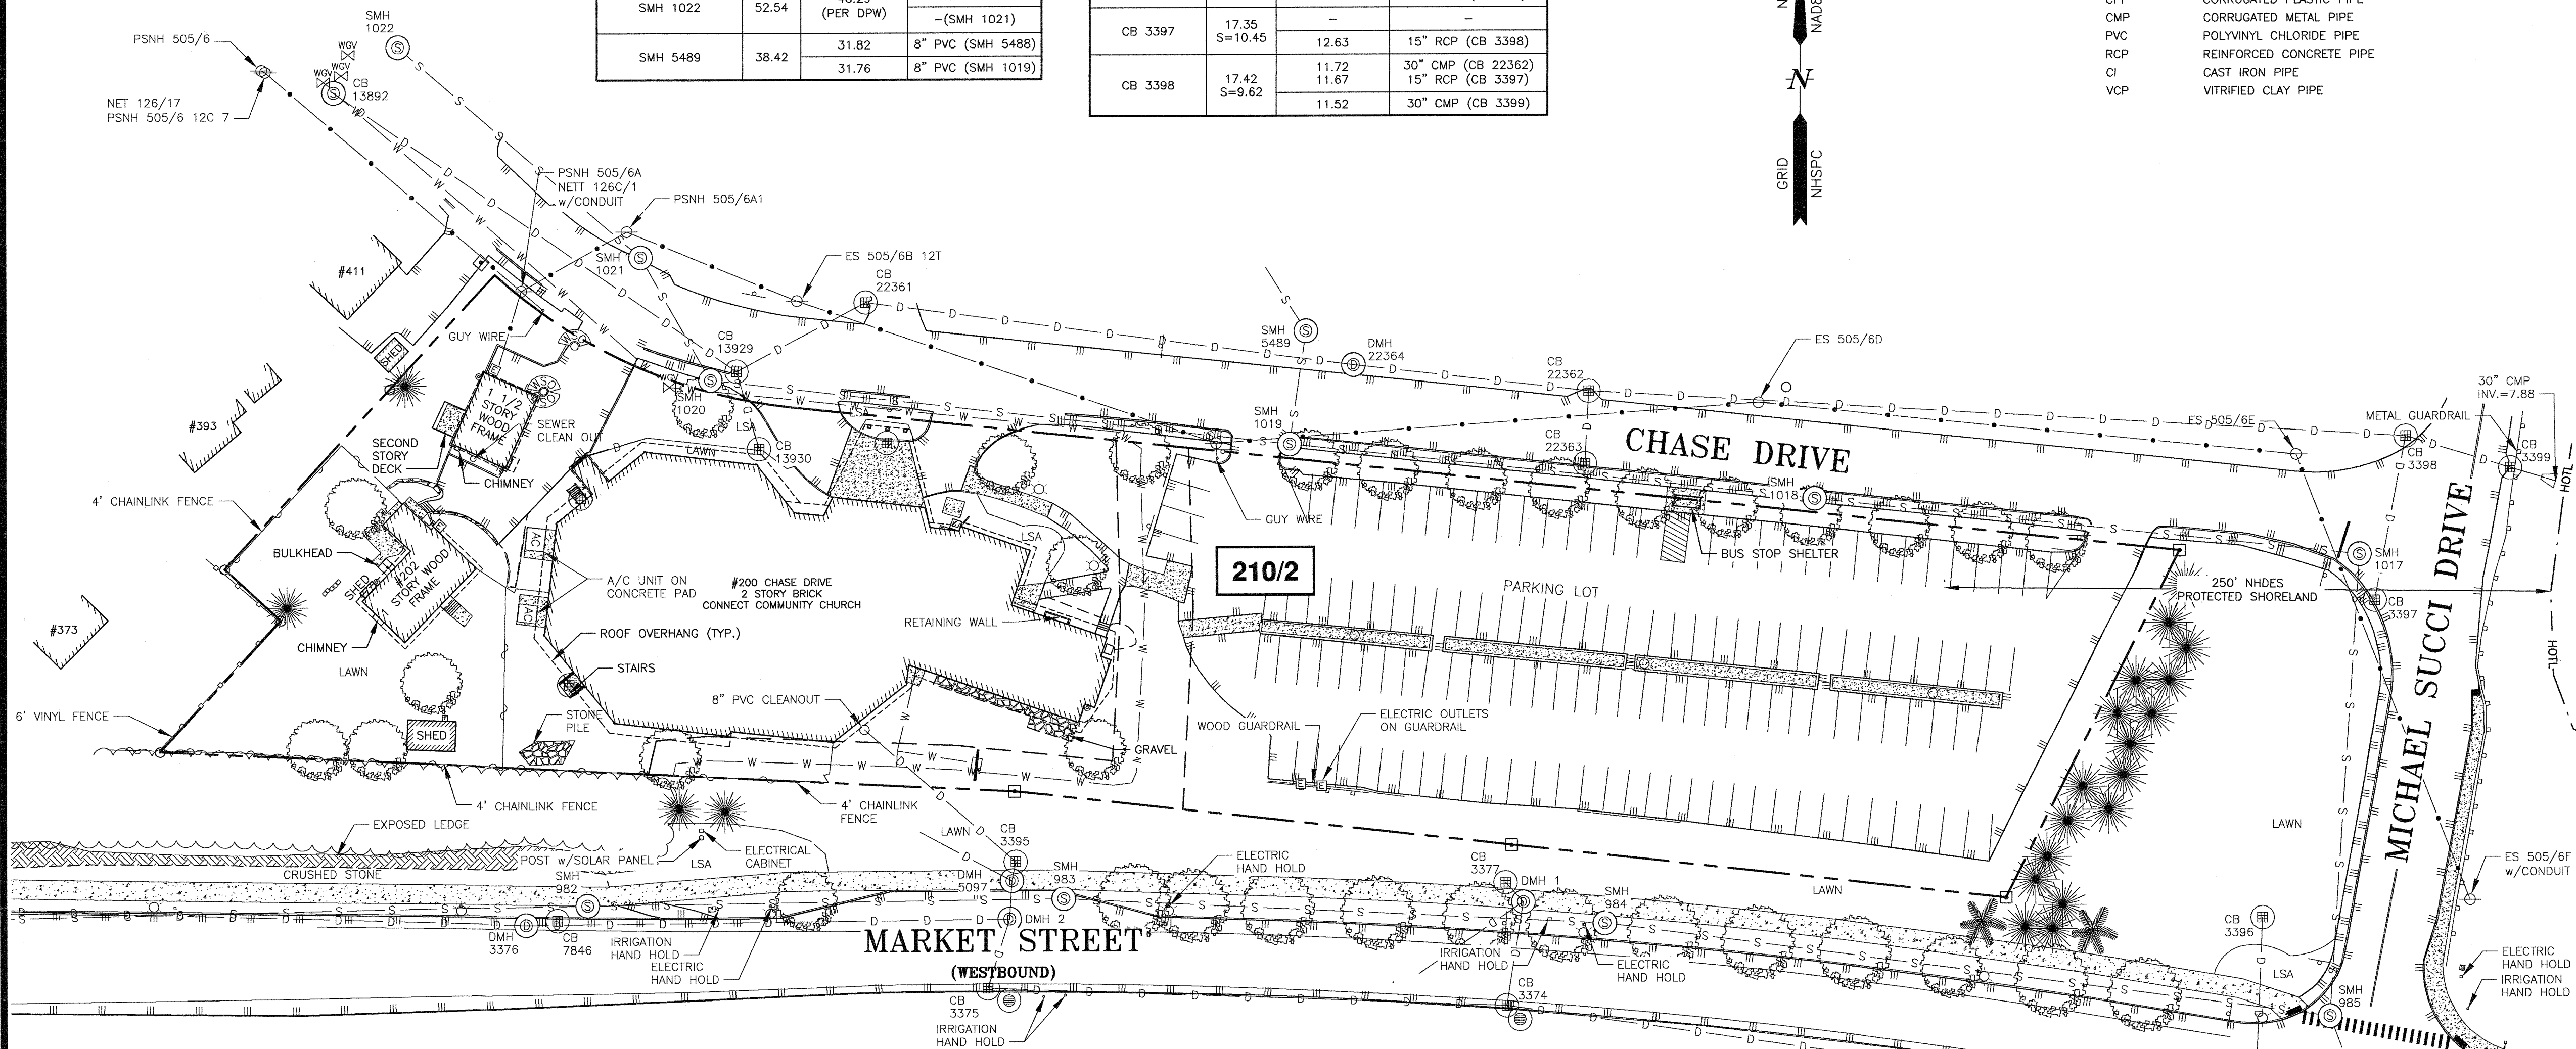 SMH 1022
52.54
(PER DPW)
-(SMH 1021)
SMH 5489
38.42
31.82
8" PVC (SMH 5488)
31.76
8" PVC (SMH 1019)
CB 3397
17.35
S=10.45
-
-
12.63
15" RCP (CB 3398)
CB 3398
17.42
S=9.62
11.72
30" CMP (CB 22362)
11.67
15" RCP (CB 3397)
11.52
30" CMP (CB 3399)
N
GRID
NHSPC
CMP CORRUGATED METAL PIPE
PVC POLYVINYL CHLORIDE PIPE
RCP REINFORCED CONCRETE PIPE
CI CAST IRON PIPE
VCP VITRIFIED CLAY PIPE
SMH
1022
PSNH 505/6
WGV
WGV
WGV
CB
13892
NET 126/17
PSNH 505/6 12C 7
PSNH 505/6A
NETT 126C/1
w/CONDUIT
PSNH 505/6A1
SMH
1021
ES 505/6B 12T
CB
22361
#411
GUY WIRE
SHED
CB
13929
WGV
SMH
1020
WSO
SMH
5489
DMH
22364
CB
22362
ES 505/6D
30" CMP
INV.=7.88
METAL GUARDRAIL
ES 505/6E
CB
3398
CB
3399
HOTL
HOTL
#393
1 1/2
STORY
WOOD
FRAME
SEWER
CLEAN OUT
SECOND
STORY
DECK
CHIMNEY
LAWN
LSA
LSA
CB
13930
SMH
1019
CB
22363
CHASE DRIVE
SMH
1018
GUY WIRE
BUS STOP SHELTER
SMH
1017
4' CHAINLINK FENCE
BULKHEAD
SHED
#202
1 STORY WOOD
FRAME
AC
AC
A/C UNIT ON
CONCRETE PAD
#200 CHASE DRIVE
2 STORY BRICK
CONNECT COMMUNITY CHURCH
LSA
210/2
PARKING LOT
250' NHDES
PROTECTED SHORELAND
CB
3397
MICHAEL SUCCI DRIVE
#373
CHIMNEY
LAWN
ROOF OVERHANG (TYP.)
RETAINING WALL
STAIRS
8" PVC CLEANOUT
6' VINYL FENCE
SHED
STONE
PILE
GRAVEL
WOOD GUARDRAIL
ELECTRIC OUTLETS
ON GUARDRAIL
E
E
4' CHAINLINK FENCE
4' CHAINLINK
FENCE
EXPOSED LEDGE
CRUSHED STONE
POST w/SOLAR PANEL
LSA
ELECTRICAL
CABINET
LAWN
CB
3395
SMH
982
DMH
5097
SMH
983
ELECTRIC
HAND HOLD
CB
3377
DMH 1
SMH
984
LAWN
LAWN
ES 505/6F
w/CONDUIT
DMH
3376
CB
7846
IRRIGATION
HAND HOLD
ELECTRIC
HAND HOLD
DMH 2
MARKET STREET
(WESTBOUND)
IRRIGATION
HAND HOLD
ELECTRIC
HAND HOLD
CB
3396
LSA
SMH
985
ELECTRIC
HAND HOLD
IRRIGATION
HAND HOLD
CB
3375
IRRIGATION
HAND HOLD
CB
3374